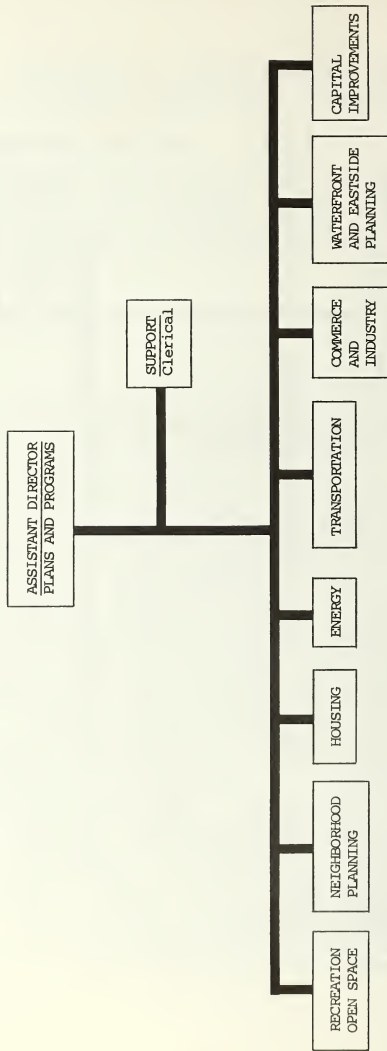 ASSISTANT DIRECTOR
PLANS AND PROGRAMS
SUPPORT
Clerical
RECREATION
OPEN SPACE
NEIGHBORHOOD
PLANNING
HOUSING
ENERGY
TRANSPORTATION
COMMERCE
AND
INDUSTRY
WATERFRONT
AND EASTSIDE
PLANNING
CAPITAL
IMPROVEMENTS